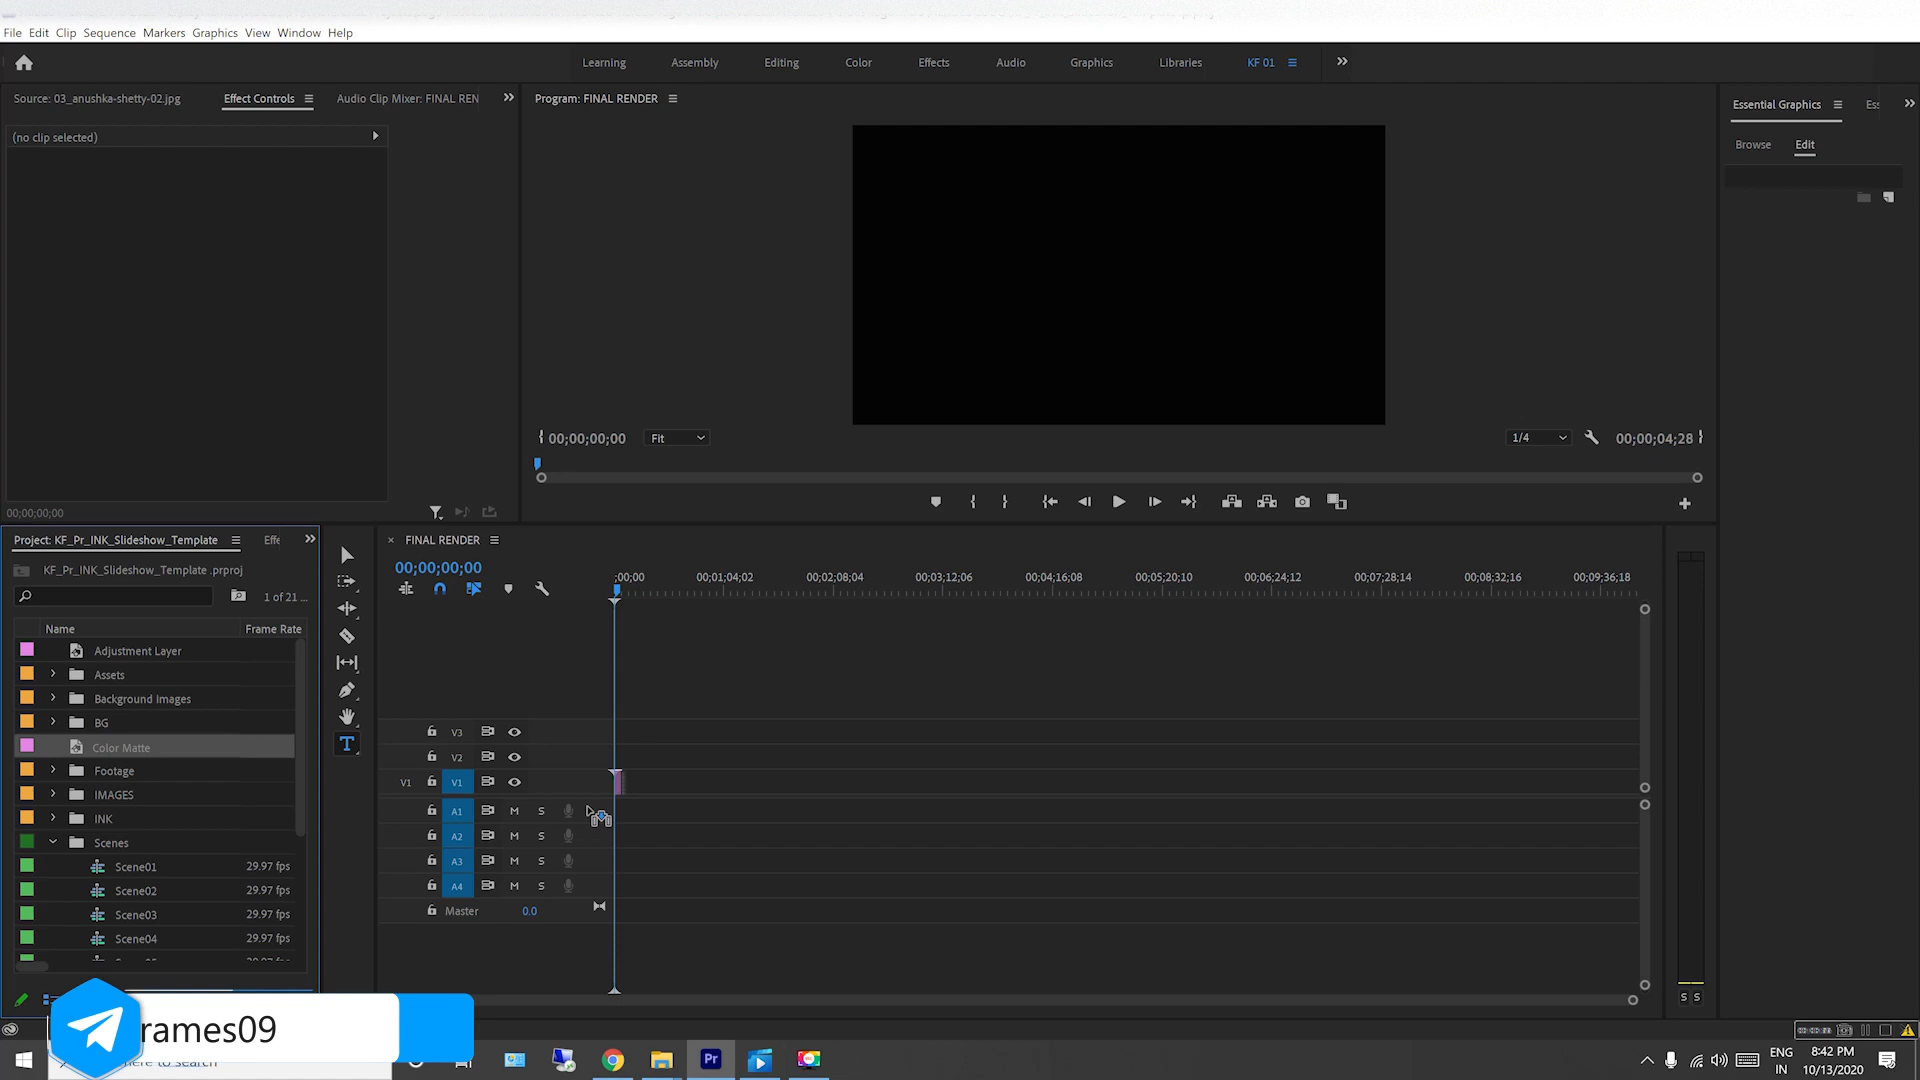 File Edit Clip Sequence Markers Graphics View Window Help
Learning Assembly Editing Color Effects Audio Graphics Libraries KF 01
Source: 03_anushka-shetty-02.jpg Effect Controls Audio Clip Mixer: FINAL REN
(no clip selected)
00;00;00;00
Program: FINAL RENDER
00;00;00;00 Fit 1/4 00;00;04;28
Essential Graphics Es
Browse Edit
Project: KF_Pr_INK_Slideshow_Template Effe
KF_Pr_INK_Slideshow_Template .prproj
1 of 21 ...
Name Frame Rate
Adjustment Layer
Assets
Background Images
BG
Color Matte
Footage
IMAGES
INK
Scenes
Scene01 29.97 fps
Scene02 29.97 fps
Scene03 29.97 fps
Scene04 29.97 fps
FINAL RENDER
00;00;00;00
;00;00 00;01;04;02 00;02;08;04 00;03;12;06 00;04;16;08 00;05;20;10 00;06;24;12 00;07;28;14 00;08;32;16 00;09;36;18
V3
V2
V1 V1
A1 M S
A2 M S
A3 M S
A4 M S
Master 0.0
S S
rames09
here to search
Pr
ENG
IN
8:42 PM
10/13/2020